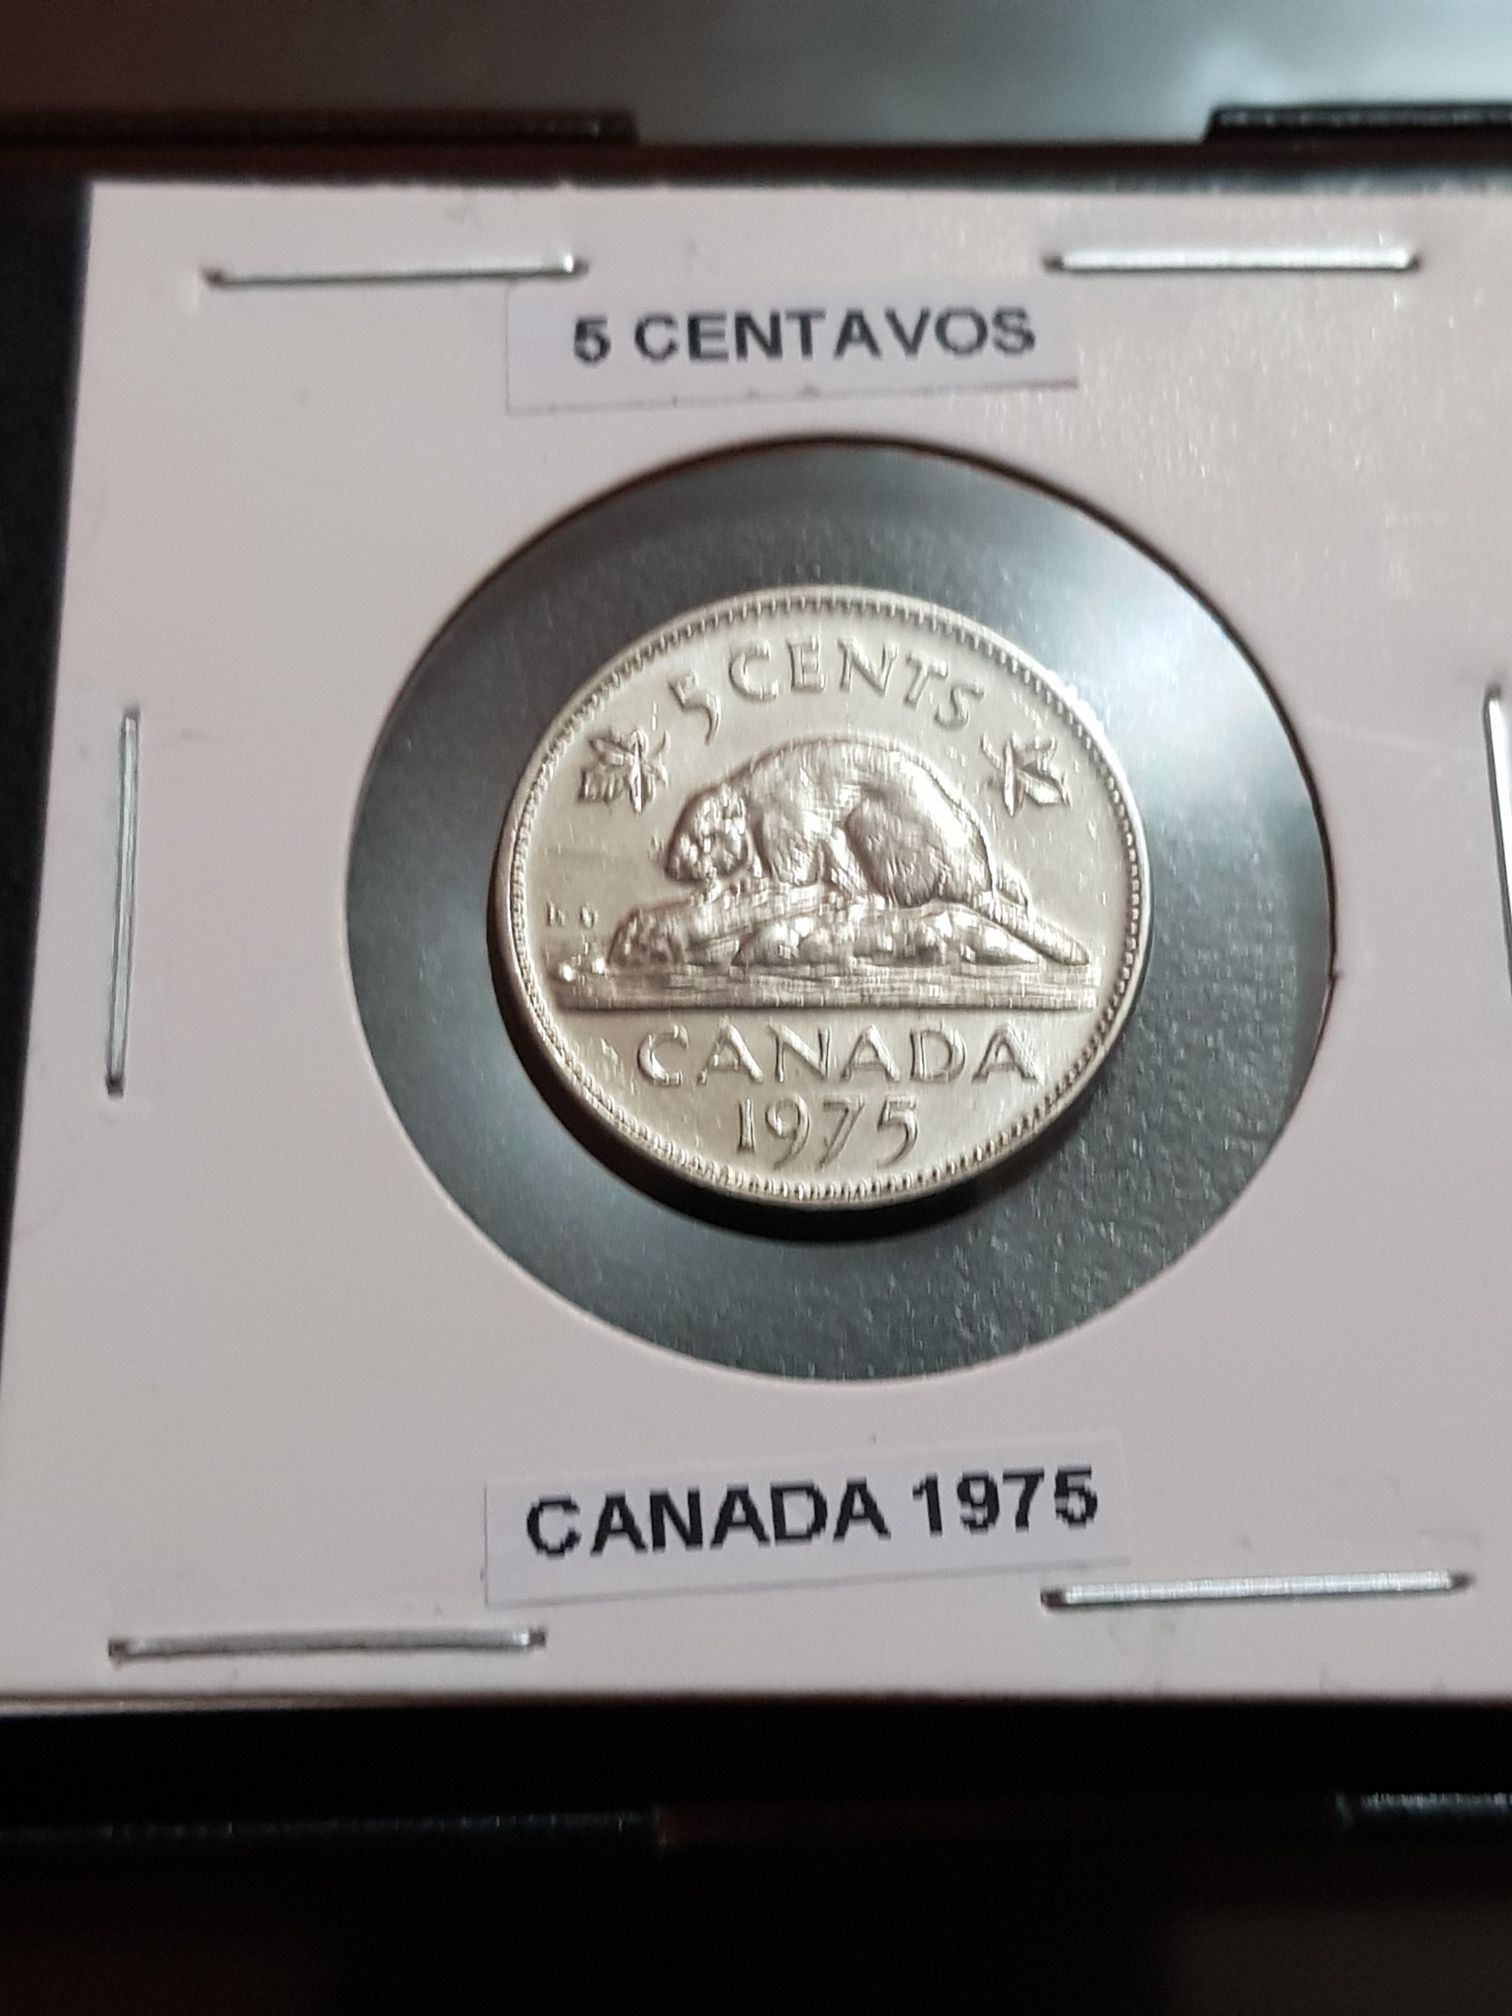 5 CENTAVOS
5 CENTS
K G
CANADA
1975
CANADA 1975